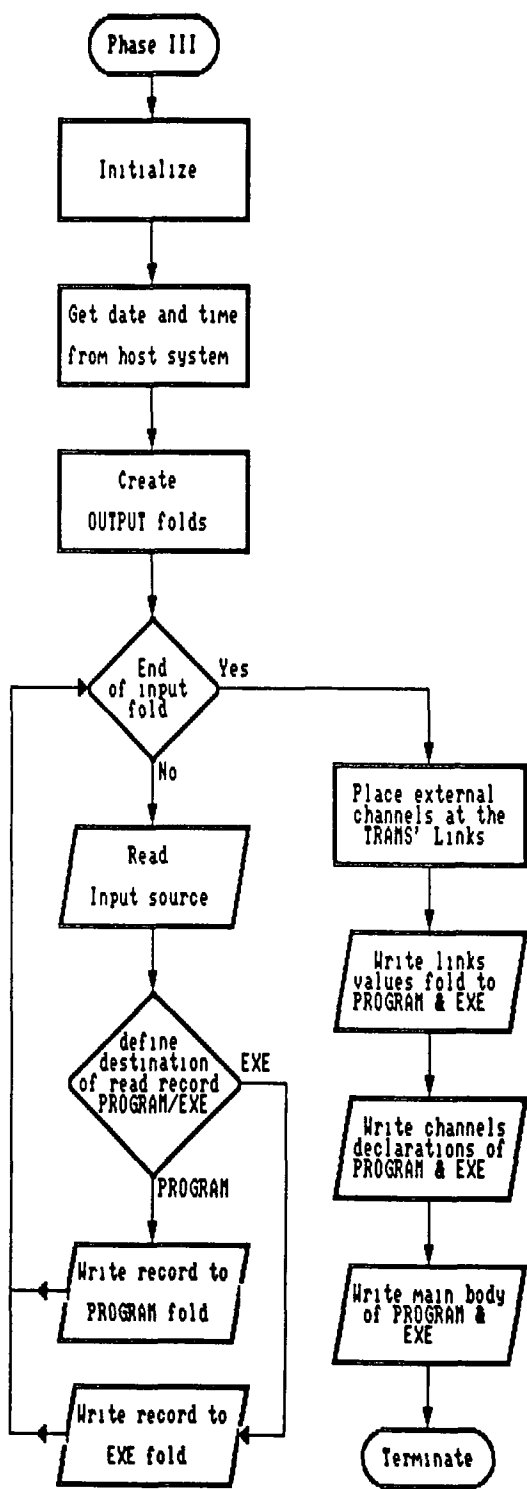 Phase III
Initialize
Get date and time
from host system
Create
OUTPUT folds
End
of input
fold
Yes
No
Read
Input source
define
destination
of read record
PROGRAM/EXE
EXE
PROGRAM
Write record to
PROGRAM fold
Write record to
EXE fold
Place external
channels at the
TRAMS' Links
Write links
values fold to
PROGRAM & EXE
Write channels
declarations of
PROGRAM & EXE
Write main body
of PROGRAM &
EXE
Terminate